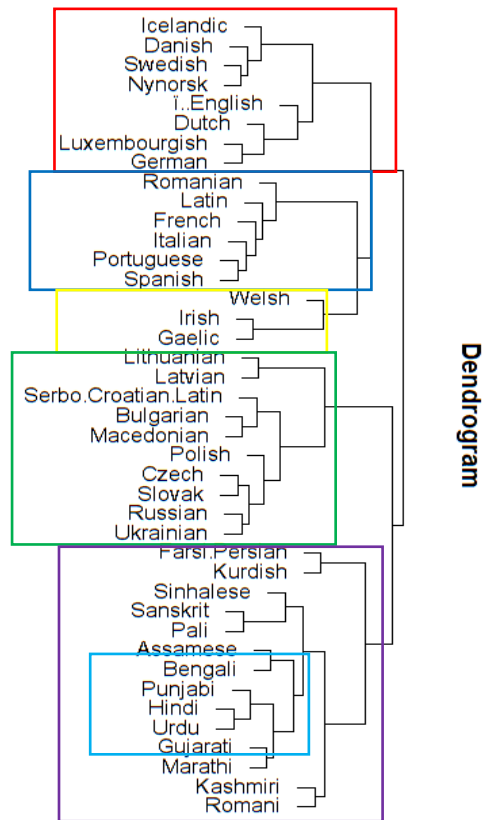 Icelandic
Danish
Swedish
Nynorsk
ï..English
Dutch
Luxembourgish
German
Romanian
Latin
French
Italian
Portuguese
Spanish
Welsh
Irish
Gaelic
Lithuanian
Latvian
Serbo.Croatian.Latin
Bulgarian
Macedonian
Polish
Czech
Slovak
Russian
Ukrainian
Farsi.Persian
Kurdish
Sinhalese
Sanskrit
Pali
Assamese
Bengali
Punjabi
Hindi
Urdu
Gujarati
Marathi
Kashmiri
Romani
Dendrogram